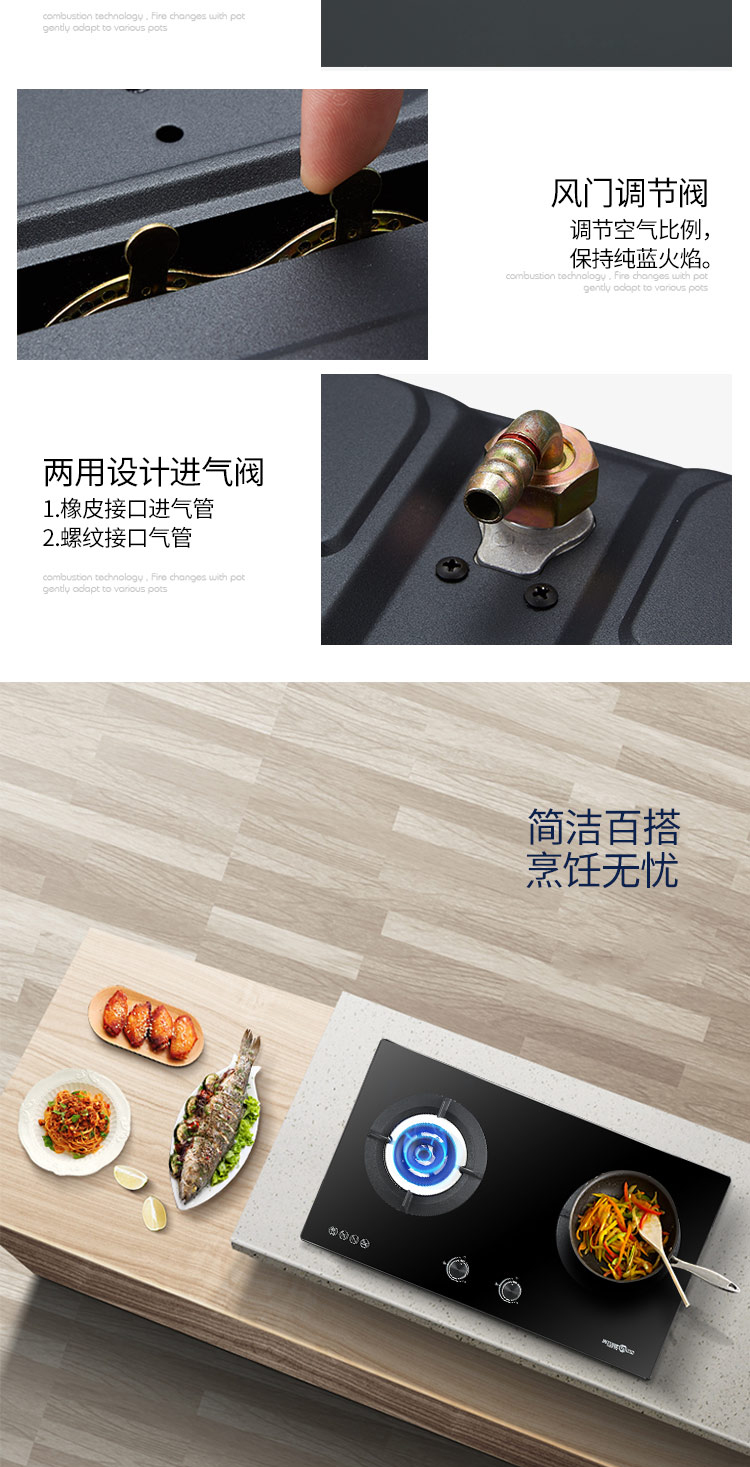 combustion technology , Fire changes with pot
gently adapt to various pots
风门调节阀
调节空气比例，
保持纯蓝火焰。
combustion technology , Fire changes with pot
gently adapt to various pots
两用设计进气阀
1.橡皮接口进气管
2.螺纹接口气管
combustion technology , Fire changes with pot
gently adapt to various pots
简洁百搭
烹饪无忧